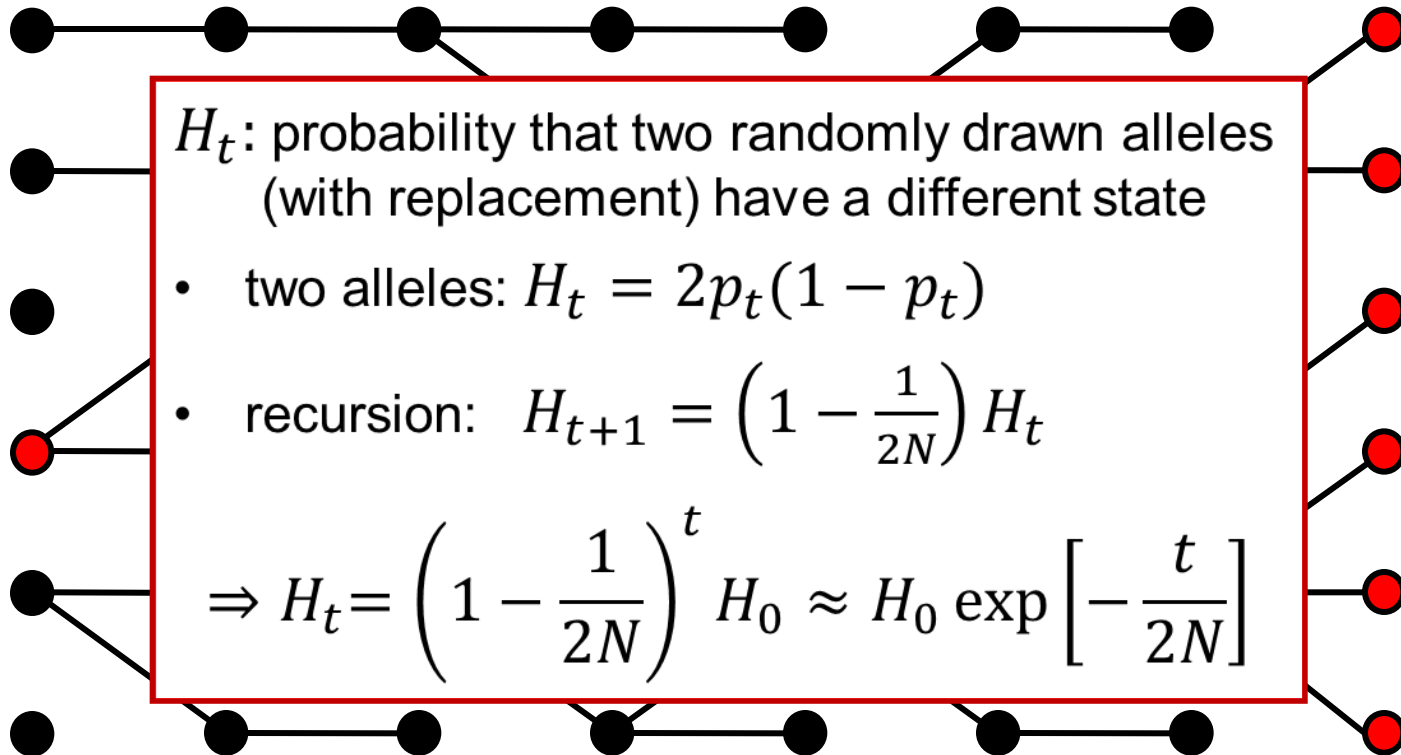 H_t: probability that two randomly drawn alleles
(with replacement) have a different state
• two alleles: H_t = 2p_t(1 − p_t)
• recursion: H_{t+1} = (1 − 1/2N) H_t
⇒ H_t = (1 − 1/2N)^t H_0 ≈ H_0 exp[− t/2N]